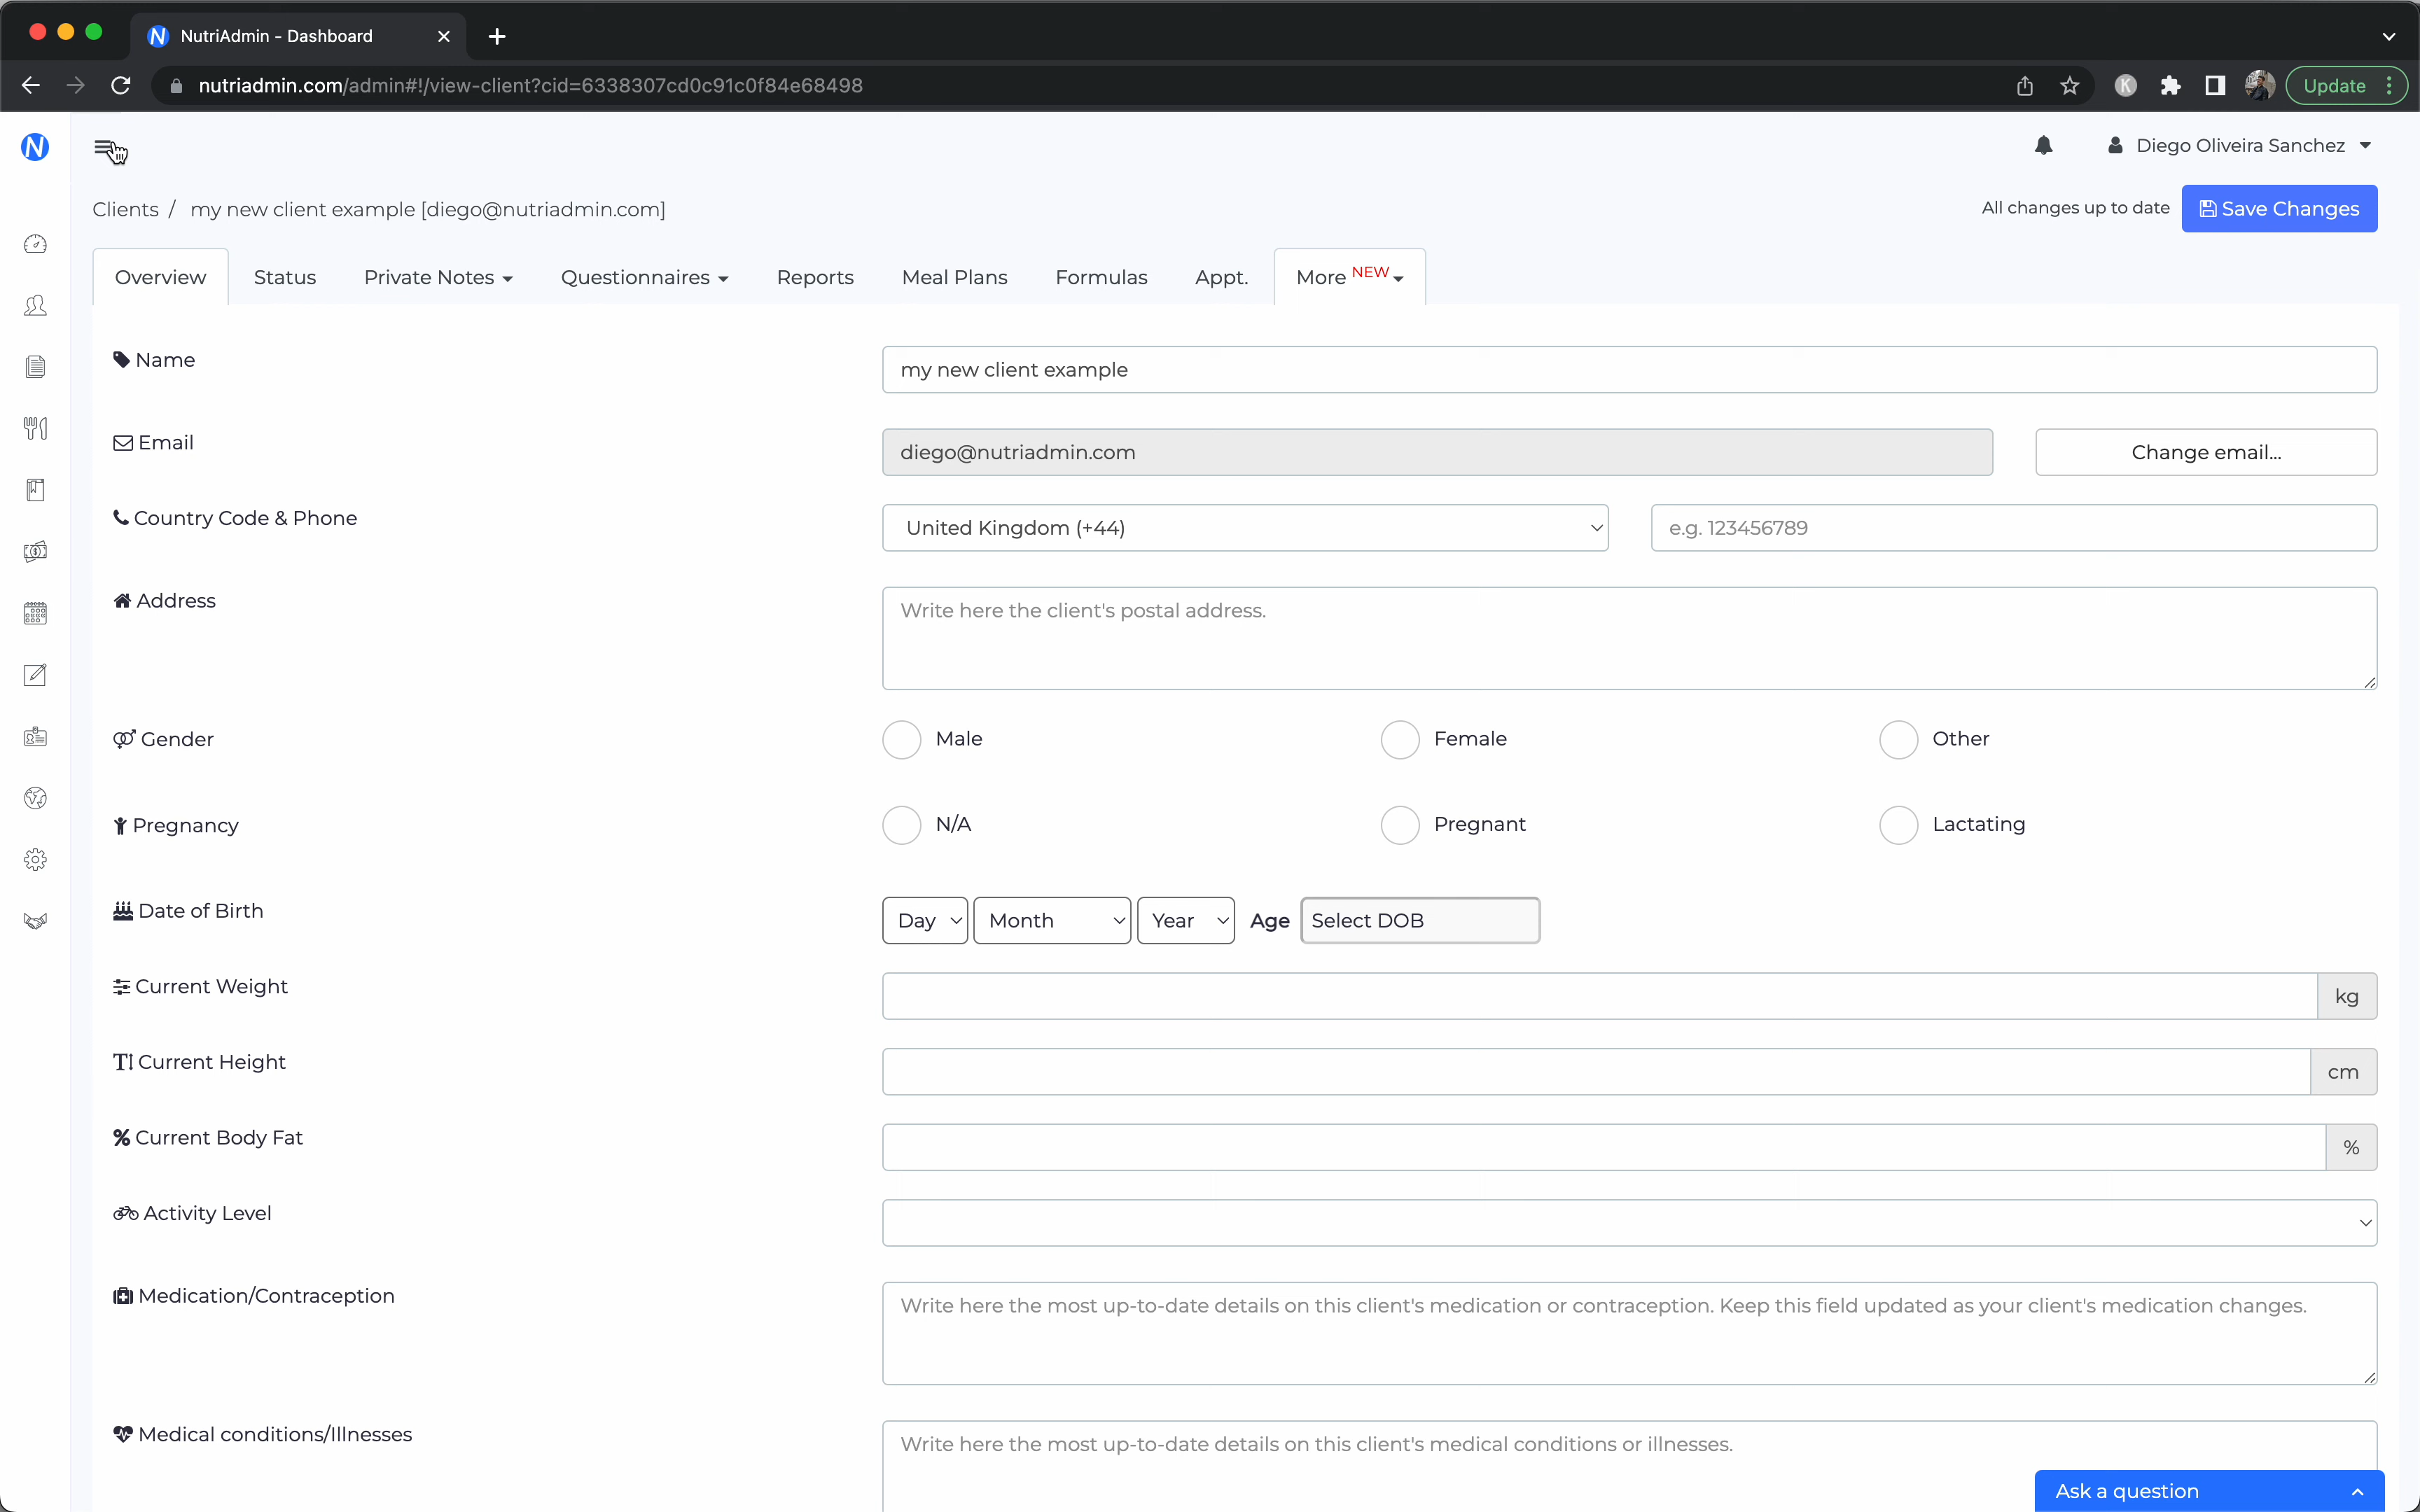 NutriAdmin - Dashboard
nutriadmin.com/admin#!/view-client?cid=6338307cd0c91c0f84e68498
K
Update
N
Diego Oliveira Sanchez
Clients / my new client example [diego@nutriadmin.com]
All changes up to date
Save Changes
Overview
Status
Private Notes
Questionnaires
Reports
Meal Plans
Formulas
Appt.
More NEW
Name
my new client example
Email
diego@nutriadmin.com
Change email...
Country Code & Phone
United Kingdom (+44)
e.g. 123456789
Address
Write here the client's postal address.
Gender
Male
Female
Other
Pregnancy
N/A
Pregnant
Lactating
Date of Birth
Day
Month
Year
Age
Select DOB
Current Weight
kg
Current Height
cm
Current Body Fat
%
Activity Level
Medication/Contraception
Write here the most up-to-date details on this client's medication or contraception. Keep this field updated as your client's medication changes.
Medical conditions/Illnesses
Write here the most up-to-date details on this client's medical conditions or illnesses.
Ask a question